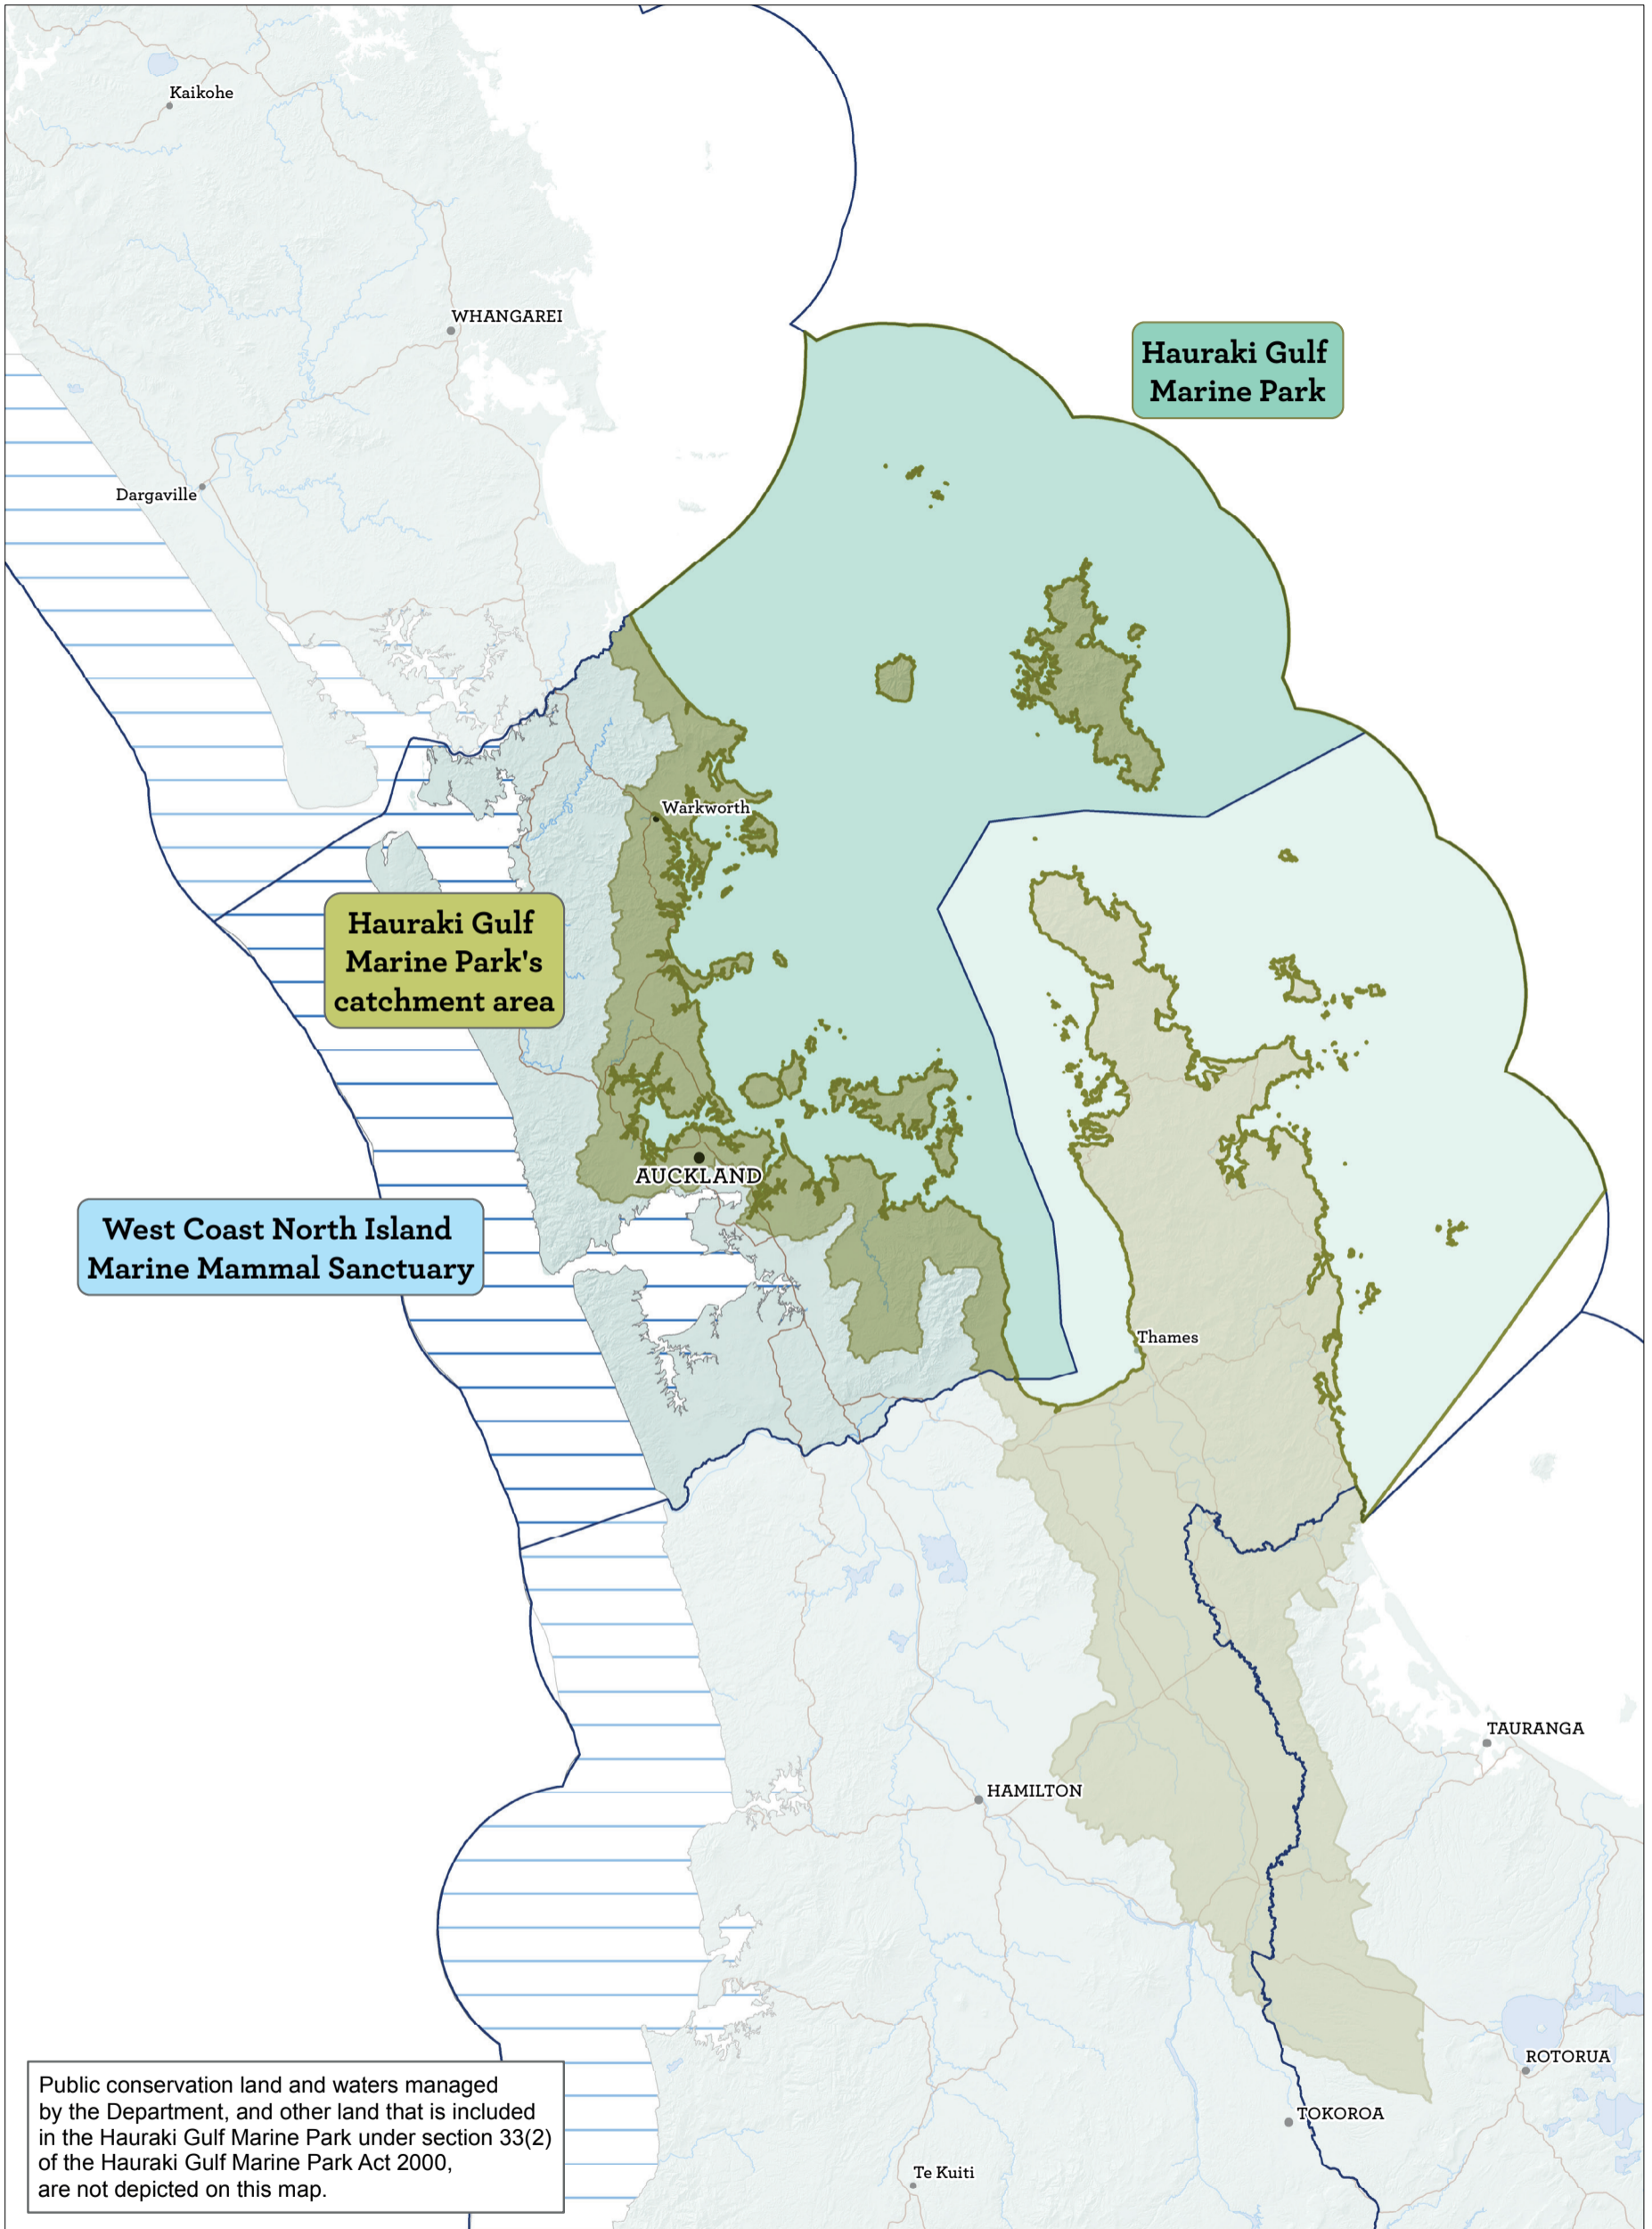 Kaikohe
WHANGAREI
Hauraki Gulf
Marine Park
Dargaville
Warkworth
Hauraki Gulf
Marine Park's
catchment area
AUCKLAND
West Coast North Island
Marine Mammal Sanctuary
Thames
TAURANGA
HAMILTON
ROTORUA
TOKOROA
Te Kuiti
Public conservation land and waters managed
by the Department, and other land that is included
in the Hauraki Gulf Marine Park under section 33(2)
of the Hauraki Gulf Marine Park Act 2000,
are not depicted on this map.